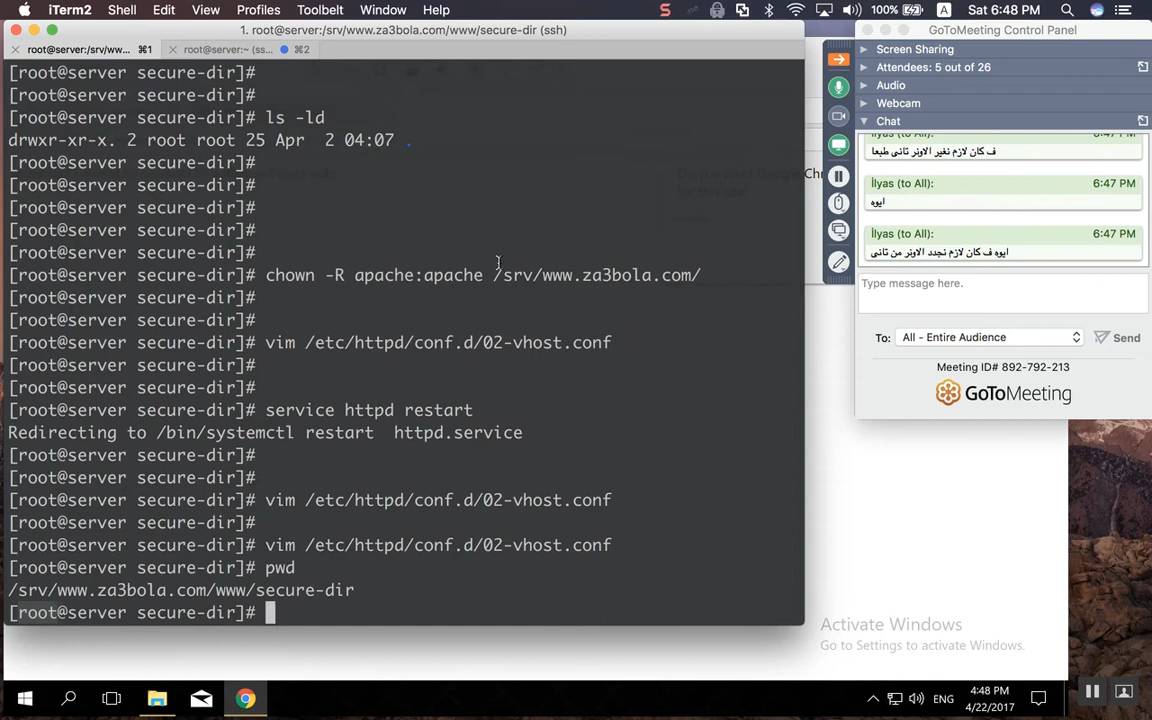 iTerm2 Shell Edit View Profiles Toolbelt Window Help 100% A Sat 6:48 PM
1. root@server:/srv/www.za3bola.com/www/secure-dir (ssh)
root@server:/srv/ww... ⌘1 root@server:~ (ss... ⌘2
[root@server secure-dir]#
[root@server secure-dir]#
[root@server secure-dir]# ls -ld
drwxr-xr-x. 2 root root 25 Apr  2 04:07 .
[root@server secure-dir]#
[root@server secure-dir]#
[root@server secure-dir]#
[root@server secure-dir]#
[root@server secure-dir]#
[root@server secure-dir]# chown -R apache:apache /srv/www.za3bola.com/
[root@server secure-dir]#
[root@server secure-dir]#
[root@server secure-dir]# vim /etc/httpd/conf.d/02-vhost.conf
[root@server secure-dir]#
[root@server secure-dir]#
[root@server secure-dir]# service httpd restart
Redirecting to /bin/systemctl restart  httpd.service
[root@server secure-dir]#
[root@server secure-dir]#
[root@server secure-dir]# vim /etc/httpd/conf.d/02-vhost.conf
[root@server secure-dir]#
[root@server secure-dir]# vim /etc/httpd/conf.d/02-vhost.conf
[root@server secure-dir]# pwd
/srv/www.za3bola.com/www/secure-dir
[root@server secure-dir]#
GoToMeeting Control Panel
Screen Sharing
Attendees: 5 out of 26
Audio
Webcam
Chat
ف كان لازم نغير الاونر تانى طبعا
İlyas (to All): 6:47 PM
ايوه
İlyas (to All): 6:47 PM
ايوه ف كان لازم نجدد الاونر من تانى
Type message here.
To: All - Entire Audience Send
Meeting ID# 892-792-213
GoToMeeting
Activate Windows
Go to Settings to activate Windows.
ENG 4:48 PM
4/22/2017